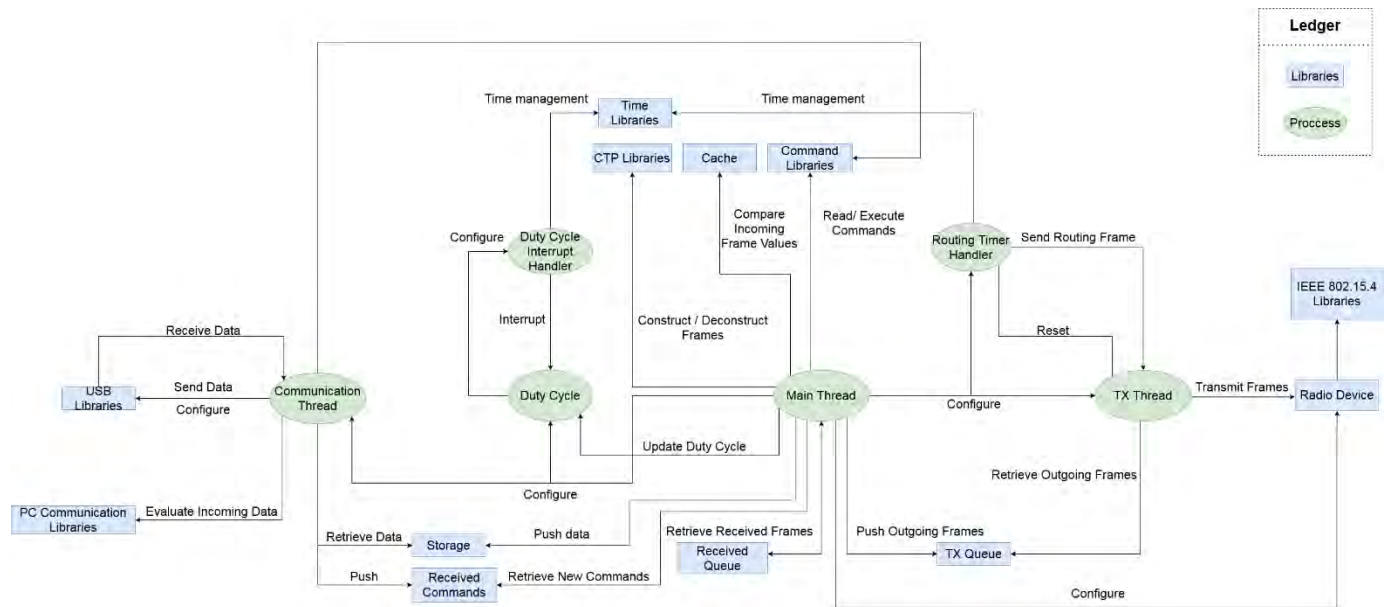 Ledger
Libraries
Proccess
Time management
Time
Libraries
Time management
CTP Libraries
Cache
Command
Libraries
Configure
Duty Cycle
Interrupt
Handler
Compare
Incoming
Frame Values
Read/ Execute
Commands
Routing Timer
Handler
Send Routing Frame
IEEE 802.15.4
Libraries
Interrupt
Construct / Deconstruct
Frames
Reset
Receive Data
USB
Libraries
Send Data
Configure
Communication
Thread
Duty Cycle
Main Thread
Configure
TX Thread
Transmit Frames
Radio Device
Update Duty Cycle
Configure
Retrieve Outgoing Frames
PC Communication
Libraries
Evaluate Incoming Data
Retrieve Data
Storage
Push data
Retrieve Received Frames
Received
Queue
Push Outgoing Frames
TX Queue
Push
Received
Commands
Retrieve New Commands
Configure